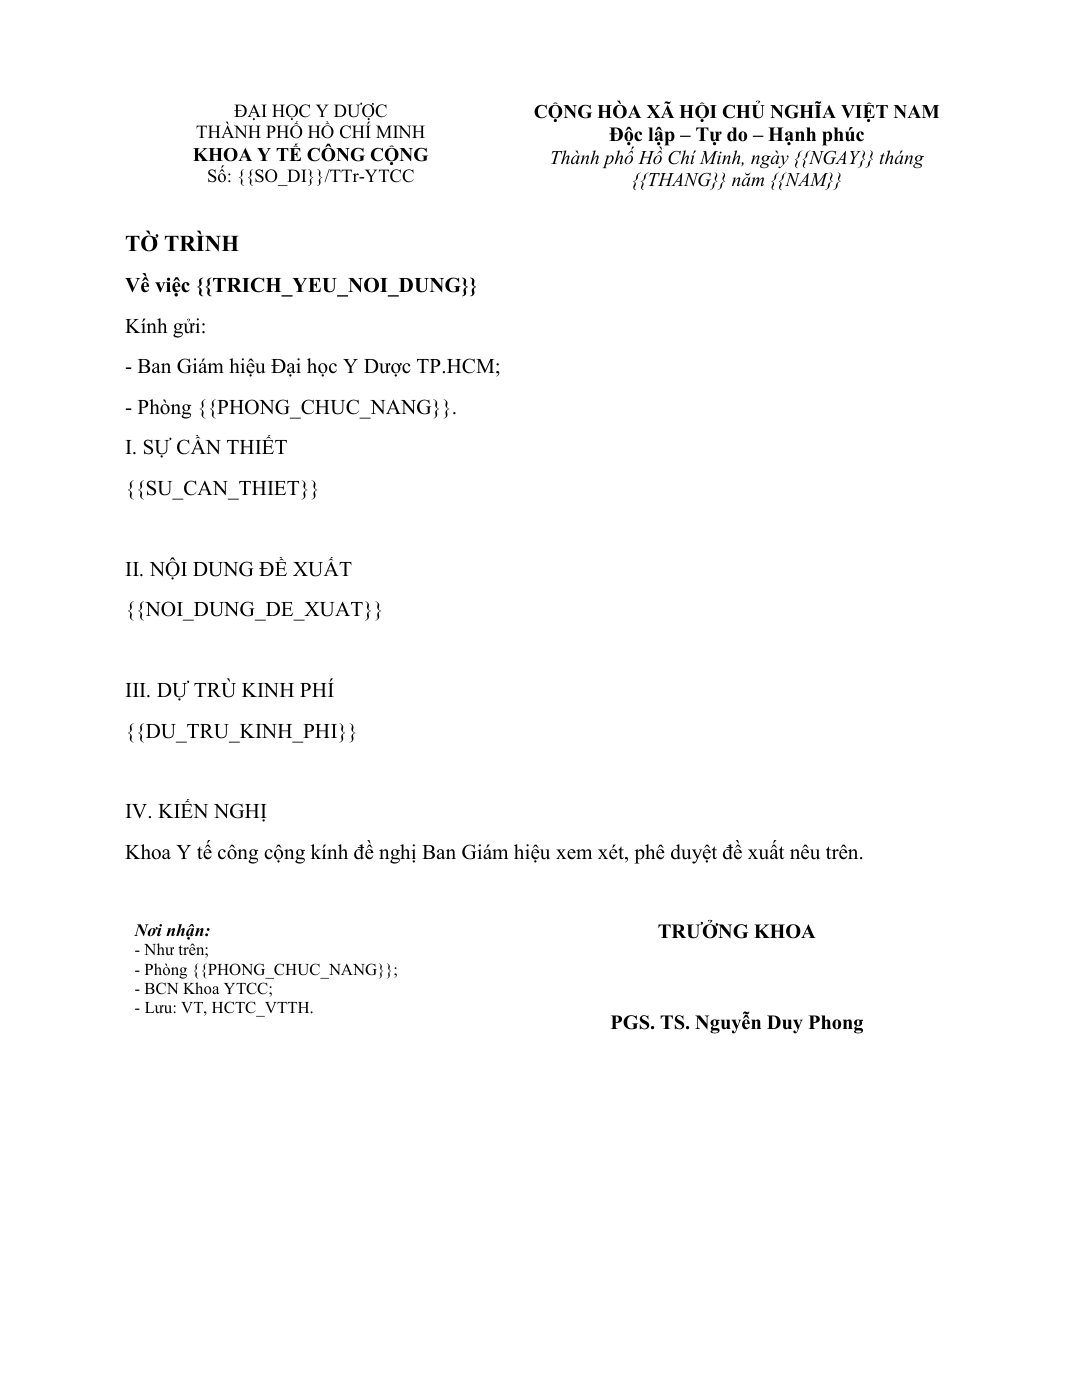 ĐẠI HỌC Y DƯỢC
THÀNH PHỐ HỒ CHÍ MINH
KHOA Y TẾ CÔNG CỘNG
Số: {{SO_DI}}/TTr-YTCC
CỘNG HÒA XÃ HỘI CHỦ NGHĨA VIỆT NAM
Độc lập – Tự do – Hạnh phúc
Thành phố Hồ Chí Minh, ngày {{NGAY}} tháng
{{THANG}} năm {{NAM}}
TỜ TRÌNH
Về việc {{TRICH_YEU_NOI_DUNG}}
Kính gửi:
- Ban Giám hiệu Đại học Y Dược TP.HCM;
- Phòng {{PHONG_CHUC_NANG}}.
I. SỰ CẦN THIẾT
{{SU_CAN_THIET}}
II. NỘI DUNG ĐỀ XUẤT
{{NOI_DUNG_DE_XUAT}}
III. DỰ TRÙ KINH PHÍ
{{DU_TRU_KINH_PHI}}
IV. KIẾN NGHỊ
Khoa Y tế công cộng kính đề nghị Ban Giám hiệu xem xét, phê duyệt đề xuất nêu trên.
Nơi nhận:
- Như trên;
- Phòng {{PHONG_CHUC_NANG}};
- BCN Khoa YTCC;
- Lưu: VT, HCTC_VTTH.
TRƯỞNG KHOA
PGS. TS. Nguyễn Duy Phong